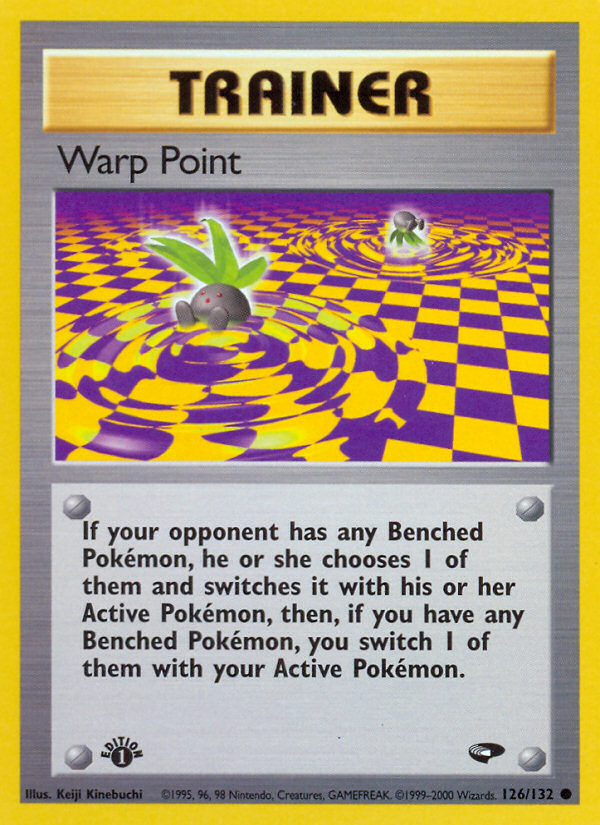 TRAINER
Warp Point
If your opponent has any Benched
Pokémon, he or she chooses 1 of
them and switches it with his or her
Active Pokémon, then, if you have any
Benched Pokémon, you switch 1 of
them with your Active Pokémon.
EDITION
1
Illus. Keiji Kinebuchi ©1995, 96, 98 Nintendo, Creatures, GAMEFREAK. ©1999-2000 Wizards. 126/132